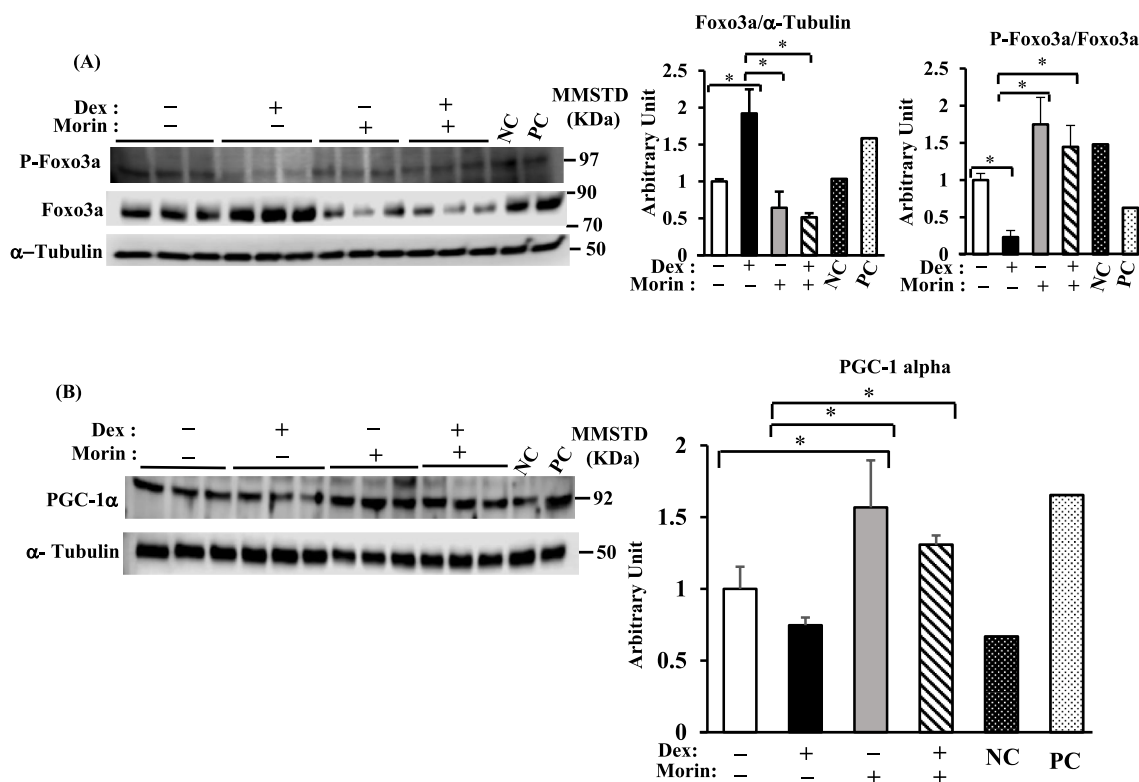 (A)
Dex : – + – + MMSTD
Morin : – – + + (KDa) NC PC
P-Foxo3a 97
Foxo3a 90
70
α–Tubulin 50
Foxo3a/α-Tubulin
* * *
Arbitrary Unit
2.5
2
1.5
1
0.5
0
Dex : – + – +
Morin : – – + + NC PC
P-Foxo3a/Foxo3a
* * *
Arbitrary Unit
2.5
2
1.5
1
0.5
0
Dex : – + – +
Morin : – – + + NC PC
(B)
Dex : – + – + MMSTD
Morin : – – + + (KDa) NC PC
PGC-1α 92
α- Tubulin 50
PGC-1 alpha
* * *
Arbitrary Unit
2
1.5
1
0.5
0
Dex: – + – + NC PC
Morin: – – + +